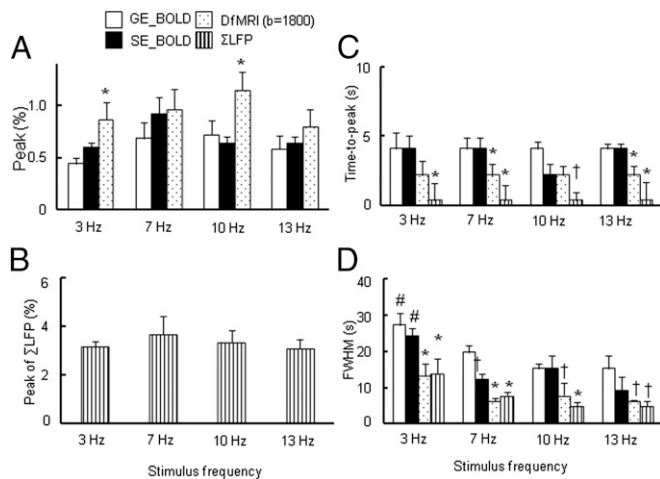 GE_BOLD DfMRI (b=1800)
SE_BOLD ΣLFP
A
Peak (%)
1.0
0.5
0
* *
3 Hz 7 Hz 10 Hz 13 Hz
B
Peak of ΣLFP (%)
6
4
2
0
3 Hz 7 Hz 10 Hz 13 Hz
Stimulus frequency
C
Time-to-peak (s)
10
5
0
* * * † * *
3 Hz 7 Hz 10 Hz 13 Hz
D
FWHM (s)
40
30
20
10
0
# # * * † * * † * † †
3 Hz 7 Hz 10 Hz 13 Hz
Stimulus frequency